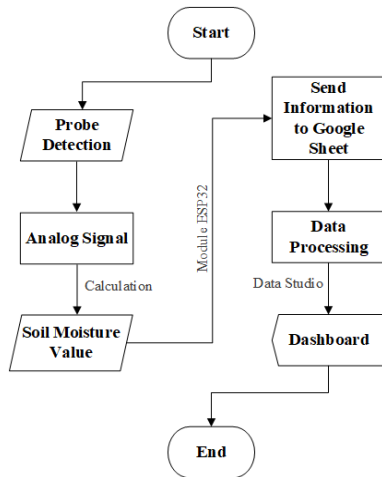 Start
Probe
Detection
Analog Signal
Calculation
Soil Moisture
Value
Module ESP32
Send
Information
to Google
Sheet
Data
Processing
Data Studio
Dashboard
End